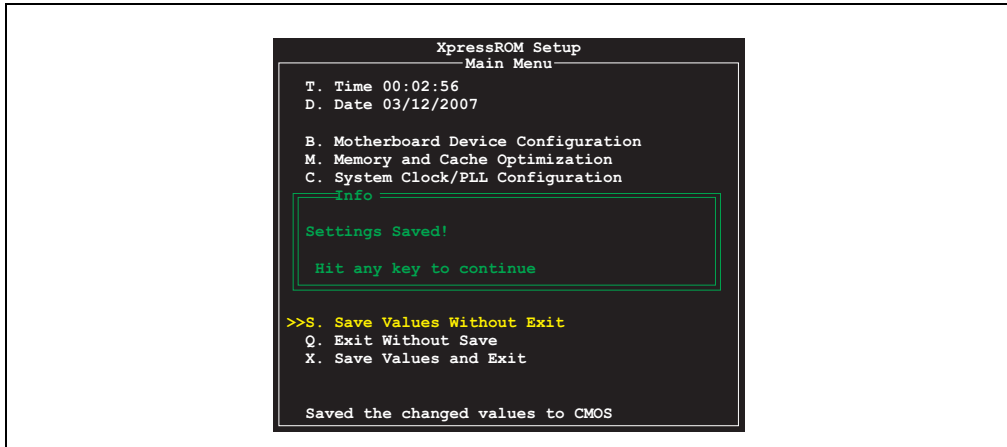 XpressROM Setup
Main Menu
T. Time 00:02:56
D. Date 03/12/2007
B. Motherboard Device Configuration
M. Memory and Cache Optimization
C. System Clock/PLL Configuration
Info
Settings Saved!
Hit any key to continue
>>S. Save Values Without Exit
Q. Exit Without Save
X. Save Values and Exit
Saved the changed values to CMOS